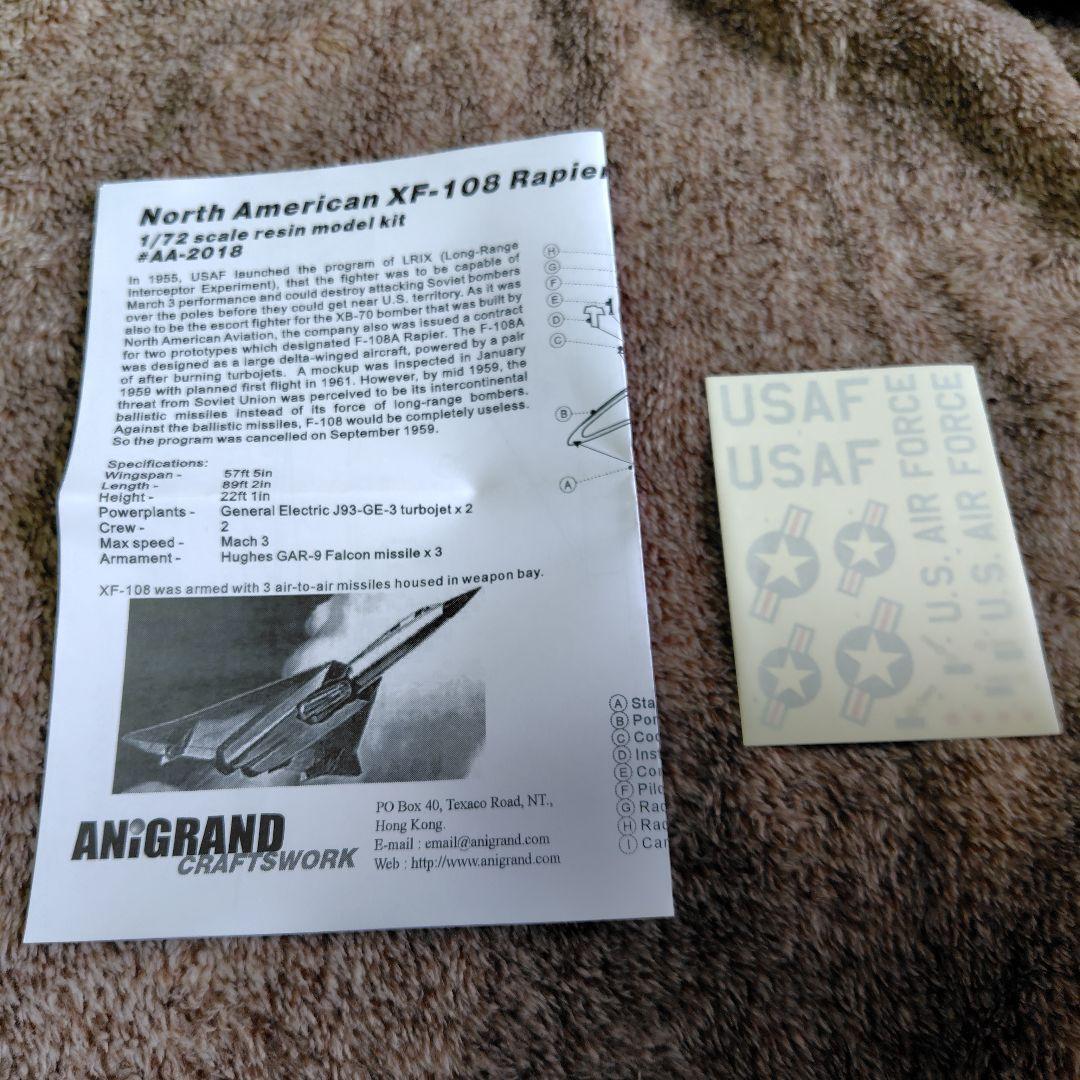 North American XF-108 Rapier
1/72 scale resin model kit
#AA-2018
In 1955, USAF launched the program of LRIX (Long-Range
Interceptor Experiment), that the fighter was to be capable of
March 3 performance and could destroy attacking Soviet bombers
over the poles before they could get near U.S. territory. As it was
also to be the escort fighter for the XB-70 bomber that was built by
North American Aviation, the company also was issued a contract
for two prototypes which designated F-108A Rapier. The F-108A
was designed as a large delta-winged aircraft, powered by a pair
of after burning turbojets. A mockup was inspected in January
1959 with planned first flight in 1961. However, by mid 1959, the
threat from Soviet Union was perceived to be its intercontinental
ballistic missiles instead of its force of long-range bombers.
Against the ballistic missiles, F-108 would be completely useless.
So the program was cancelled on September 1959.
Specifications:
Wingspan - 57ft 5in
Length - 89ft 2in
Height - 22ft 1in
Powerplants - General Electric J93-GE-3 turbojet x 2
Crew - 2
Max speed - Mach 3
Armament - Hughes GAR-9 Falcon missile x 3
XF-108 was armed with 3 air-to-air missiles housed in weapon bay.
ANiGRAND
CRAFTSWORK
PO Box 40, Texaco Road, NT.,
Hong Kong.
E-mail : email@anigrand.com
Web : http://www.anigrand.com
H
G
F
E
D
C
B
A
A Sta
B Por
C Coc
D Ins
E Co
F Pilo
G Rad
H Rad
I Car
USAF
USAF
U.S. AIR FORCE
U.S. AIR FORCE